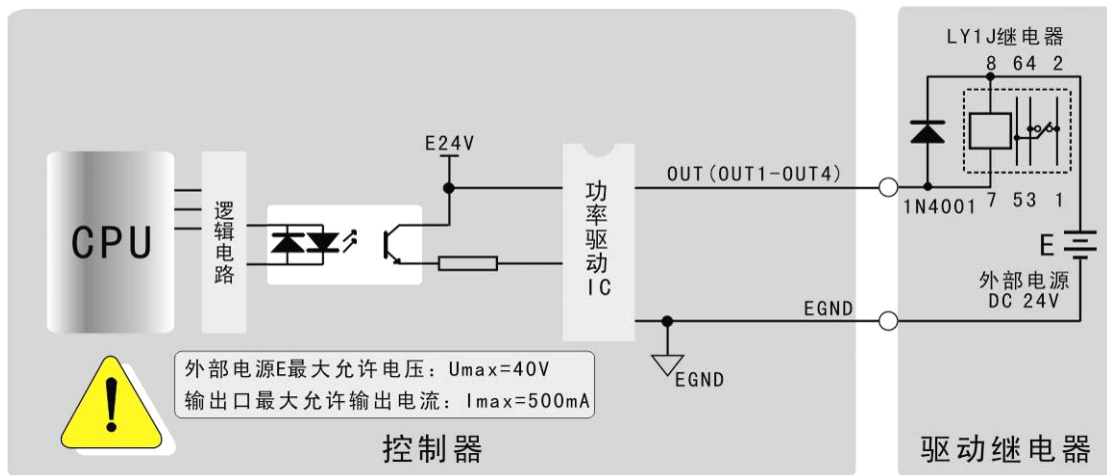 LY1J继电器
8 64 2
E24V
OUT(OUT1-OUT4)
1N4001
7 53 1
CPU
逻辑电路
功率驱动IC
E
外部电源
DC 24V
EGND
EGND
外部电源E最大允许电压: Umax=40V
输出口最大允许输出电流: Imax=500mA
!
控制器
驱动继电器